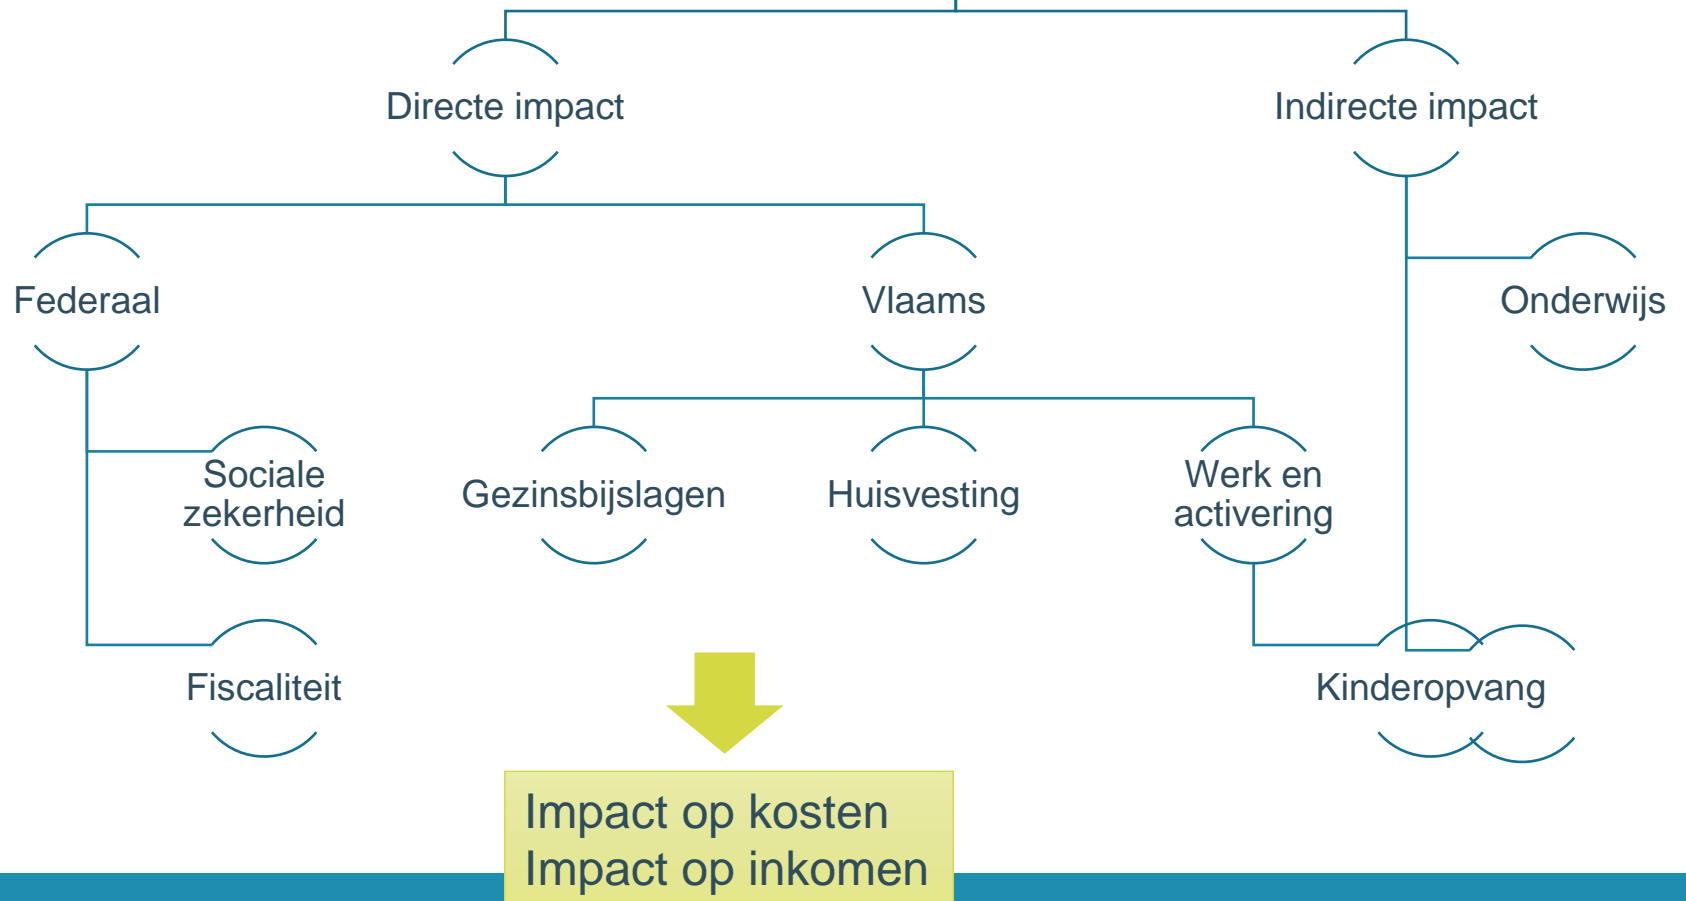 Directe impact
Indirecte impact
Federaal
Vlaams
Onderwijs
Sociale
zekerheid
Gezinsbijslagen
Huisvesting
Werk en
activering
Fiscaliteit
Kinderopvang
Impact op kosten
Impact op inkomen